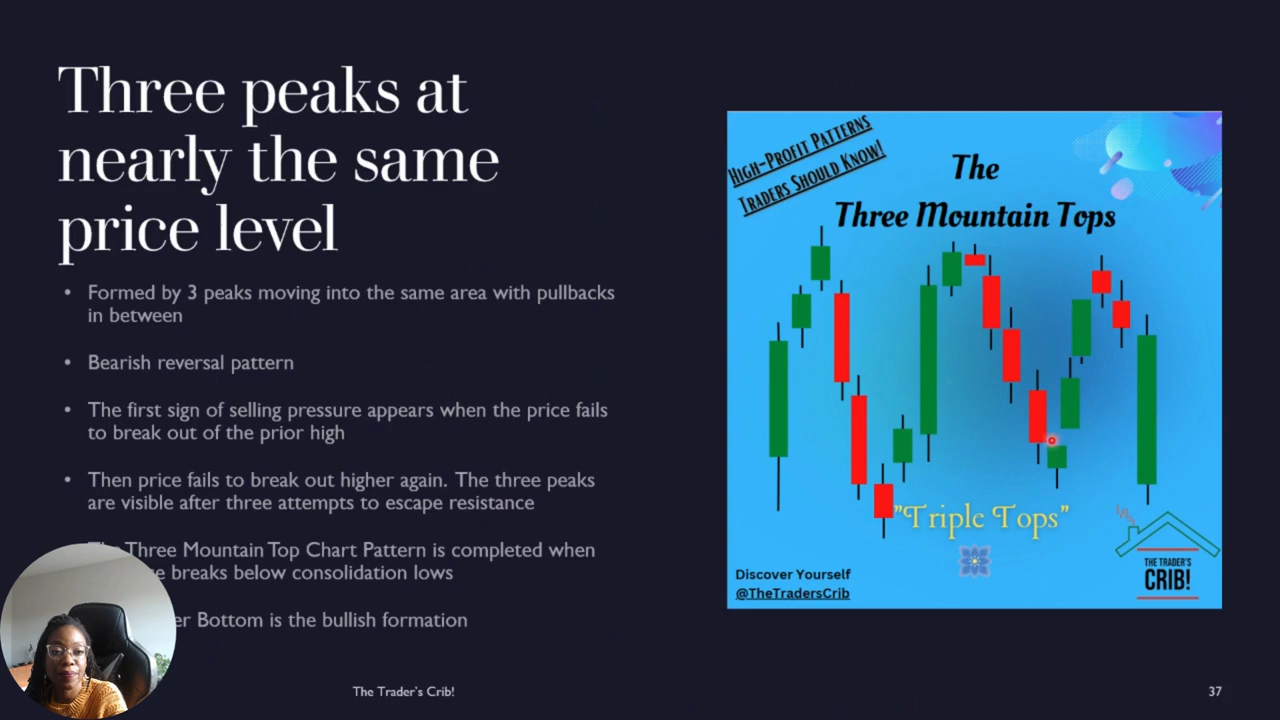 Three peaks at
nearly the same
price level
• Formed by 3 peaks moving into the same area with pullbacks
in between
• Bearish reversal pattern
• The first sign of selling pressure appears when the price fails
to break out of the prior high
• Then price fails to break out higher again. The three peaks
are visible after three attempts to escape resistance
Three Mountain Top Chart Pattern is completed when
breaks below consolidation lows
Bottom is the bullish formation
The Trader's Crib!
37
High-Profit Patterns
Traders Should Know!
The
Three Mountain Tops
"Triple Tops"
Discover Yourself
@TheTradersCrib
THE TRADER'S
CRIB!